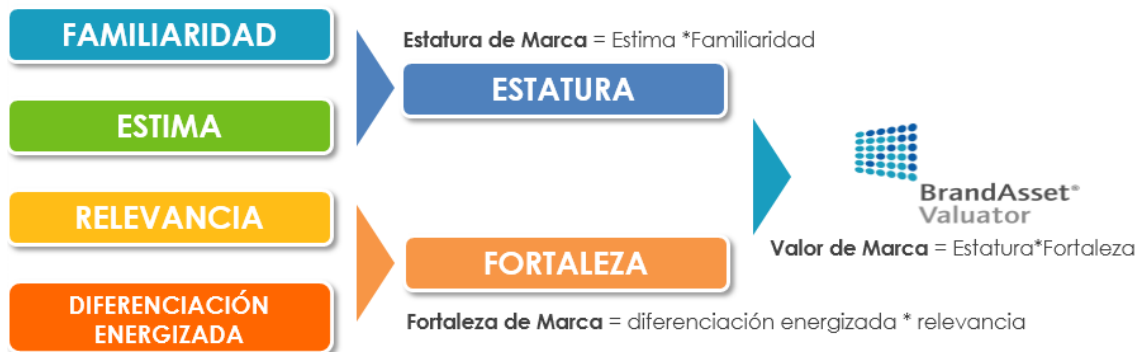 FAMILIARIDAD
ESTIMA
RELEVANCIA
DIFERENCIACIÓN
ENERGIZADA
Estatura de Marca = Estima *Familiaridad
ESTATURA
FORTALEZA
Fortaleza de Marca = diferenciación energizada * relevancia
BrandAsset®
Valuator
Valor de Marca = Estatura*Fortaleza